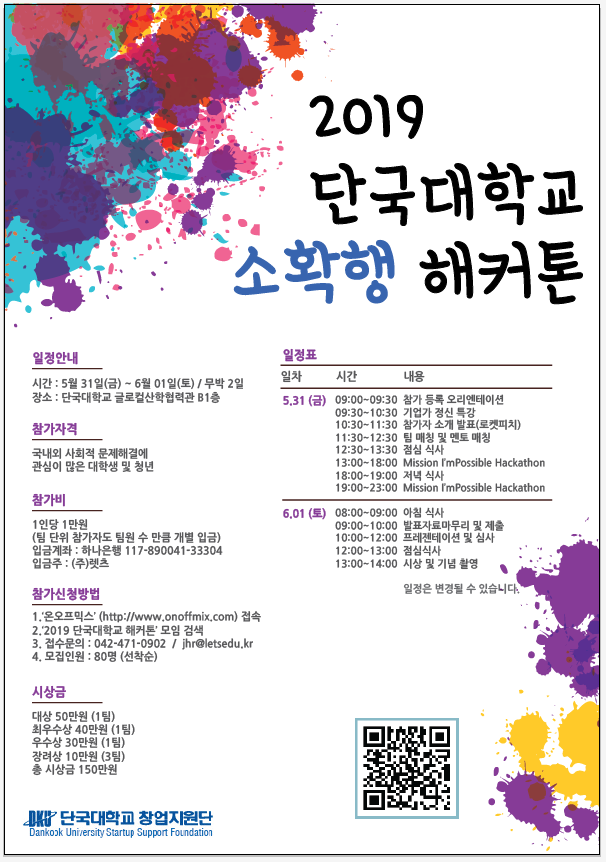 2019
단국대학교
소확행 해커톤
일정안내
시간 : 5월 31일(금) ~ 6월 01일(토) / 무박 2일
장소 : 단국대학교 글로컬산학협력관 B1층
참가자격
국내외 사회적 문제해결에
관심이 많은 대학생 및 청년
참가비
1인당 1만원
(팀 단위 참가자도 팀원 수 만큼 개별 입금)
입금계좌 : 하나은행 117-890041-33304
입금주 : (주)렛츠
참가신청방법
1.'온오프믹스' (http://www.onoffmix.com) 접속
2.'2019 단국대학교 해커톤' 모임 검색
3. 접수문의 : 042-471-0902 / jhr@letsedu.kr
4. 모집인원 : 80명 (선착순)
시상금
대상 50만원 (1팀)
최우수상 40만원 (1팀)
우수상 30만원 (1팀)
장려상 10만원 (3팀)
총 시상금 150만원
일정표
일차 시간 내용
5.31 (금) 09:00~09:30 참가 등록 오리엔테이션
09:30~10:30 기업가 정신 특강
10:30~11:30 참가자 소개 발표(로켓피치)
11:30~12:30 팀 매칭 및 멘토 매칭
12:30~13:30 점심 식사
13:00~18:00 Mission I'mPossible Hackathon
18:00~19:00 저녁 식사
19:00~23:00 Mission I'mPossible Hackathon
6.01 (토) 08:00~09:00 아침 식사
09:00~10:00 발표자료마무리 및 제출
10:00~12:00 프레젠테이션 및 심사
12:00~13:00 점심식사
13:00~14:00 시상 및 기념 촬영
일정은 변경될 수 있습니다.
DKU 단국대학교 창업지원단
Dankook University Startup Support Foundation